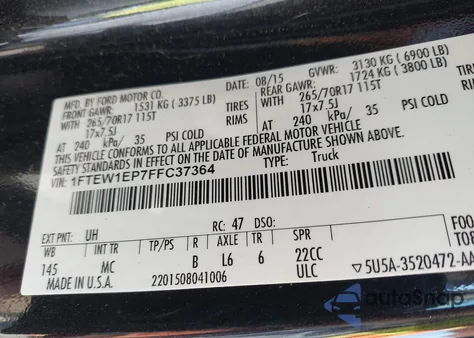 MFD. BY FORD MOTOR CO.
08/15 GVWR: 3130 KG (6900 LB)
FRONT GAWR: 1531 KG (3375 LB)
REAR GAWR: 1724 KG (3800 LB)
WITH 265/70R17 115T TIRES
WITH 265/70R17 115T TIRES
17x7.5J RIMS
17x7.5J RIMS
AT 240 kPa/ 35 PSI COLD
AT 240 kPa/ 35 PSI COLD
THIS VEHICLE CONFORMS TO ALL APPLICABLE FEDERAL MOTOR VEHICLE
SAFETY STANDARDS IN EFFECT ON THE DATE OF MANUFACTURE SHOWN ABOVE.
VIN: 1FTEW1EP7FFC37364
TYPE: Truck
EXT PNT: UH RC: 47 DSO:
WB INT TR TP/PS R AXLE TR SPR
145 MC B L6 6 22CC
ULC
MADE IN U.S.A. 2201508041006
▽5U5A-3520472-AA
AutoSnap